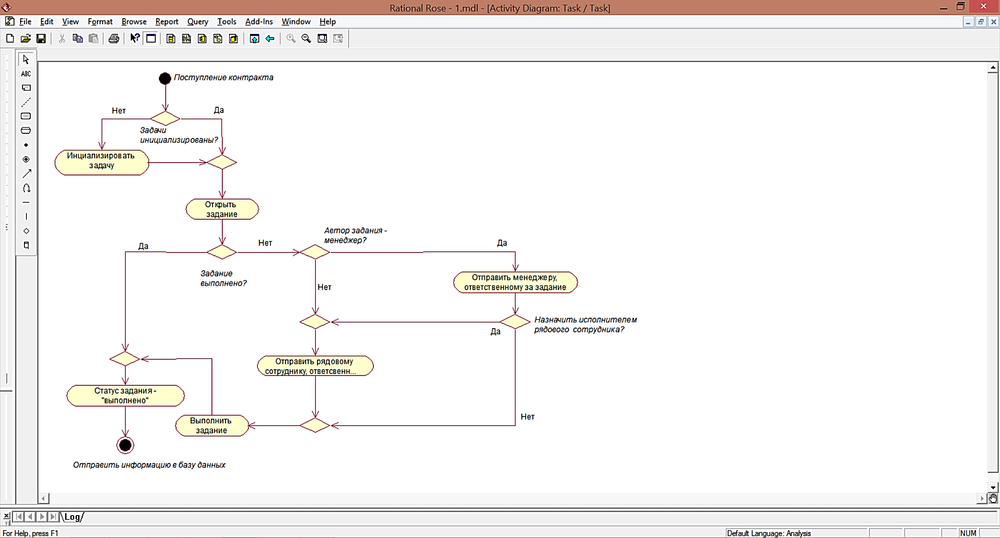 Rational Rose - 1.mdl - [Activity Diagram: Task / Task]
File Edit View Format Browse Report Query Tools Add-Ins Window Help
ABC
Поступление контракта
Нет
Да
Задачи
инициализированы?
Инциализировать
задачу
Открыть
задание
Автор задания -
менеджер?
Да
Нет
Да
Задание
выполнено?
Отправить менеджеру,
ответственному за задание
Нет
Назначить исполнителем
рядового сотрудника?
Да
Отправить рядовому
сотруднику, ответсвенн...
Статус задания -
"выполнено"
Выполнить
задание
Нет
Отправить информацию в базу данных
Log
For Help, press F1
Default Language: Analysis
NUM